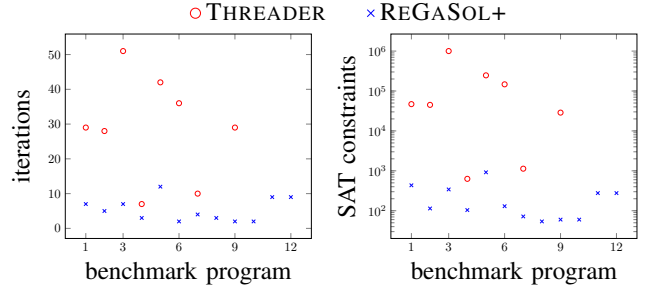 THREADER REGASOL+
iterations
50
40
30
20
10
0
1 3 6 9 12
benchmark program
SAT constraints
10^6
10^5
10^4
10^3
10^2
1 3 6 9 12
benchmark program